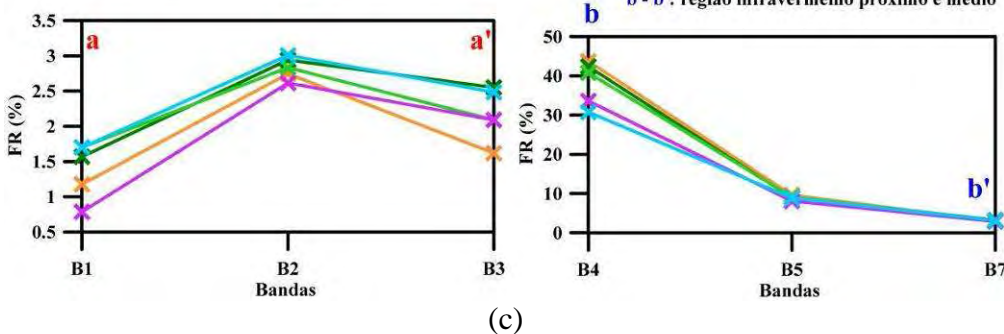 b - b' : região infravermelho próximo e médio
3.5
3
2.5
2
1.5
1
0.5
FR (%)
a
a'
B1
B2
B3
Bandas
50
40
30
20
10
0
FR (%)
b
b'
B4
B5
B7
Bandas
(c)